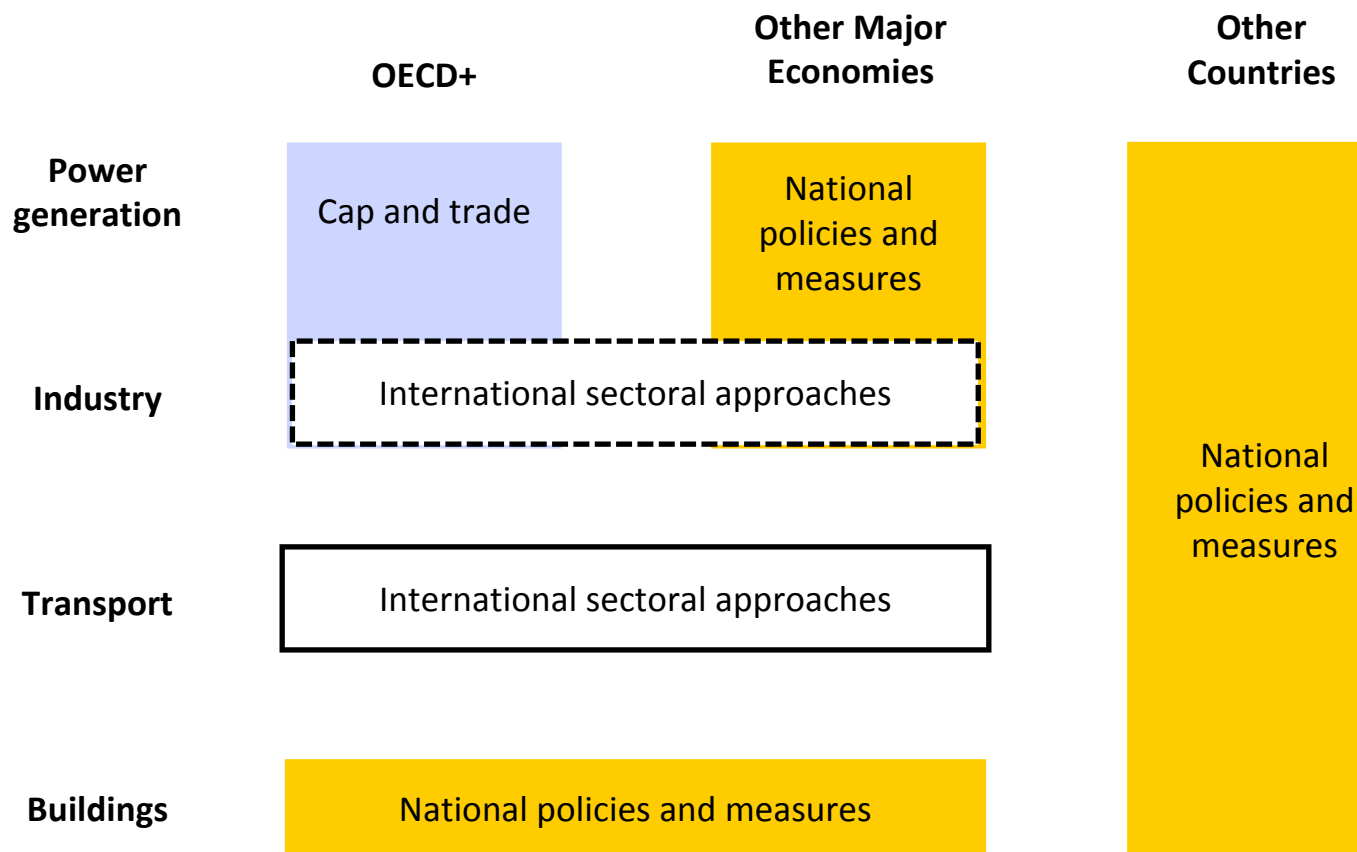 OECD+
Other Major
Economies
Other
Countries
Power
generation
Cap and trade
National
policies and
measures
Industry
International sectoral approaches
National
policies and
measures
Transport
International sectoral approaches
Buildings
National policies and measures